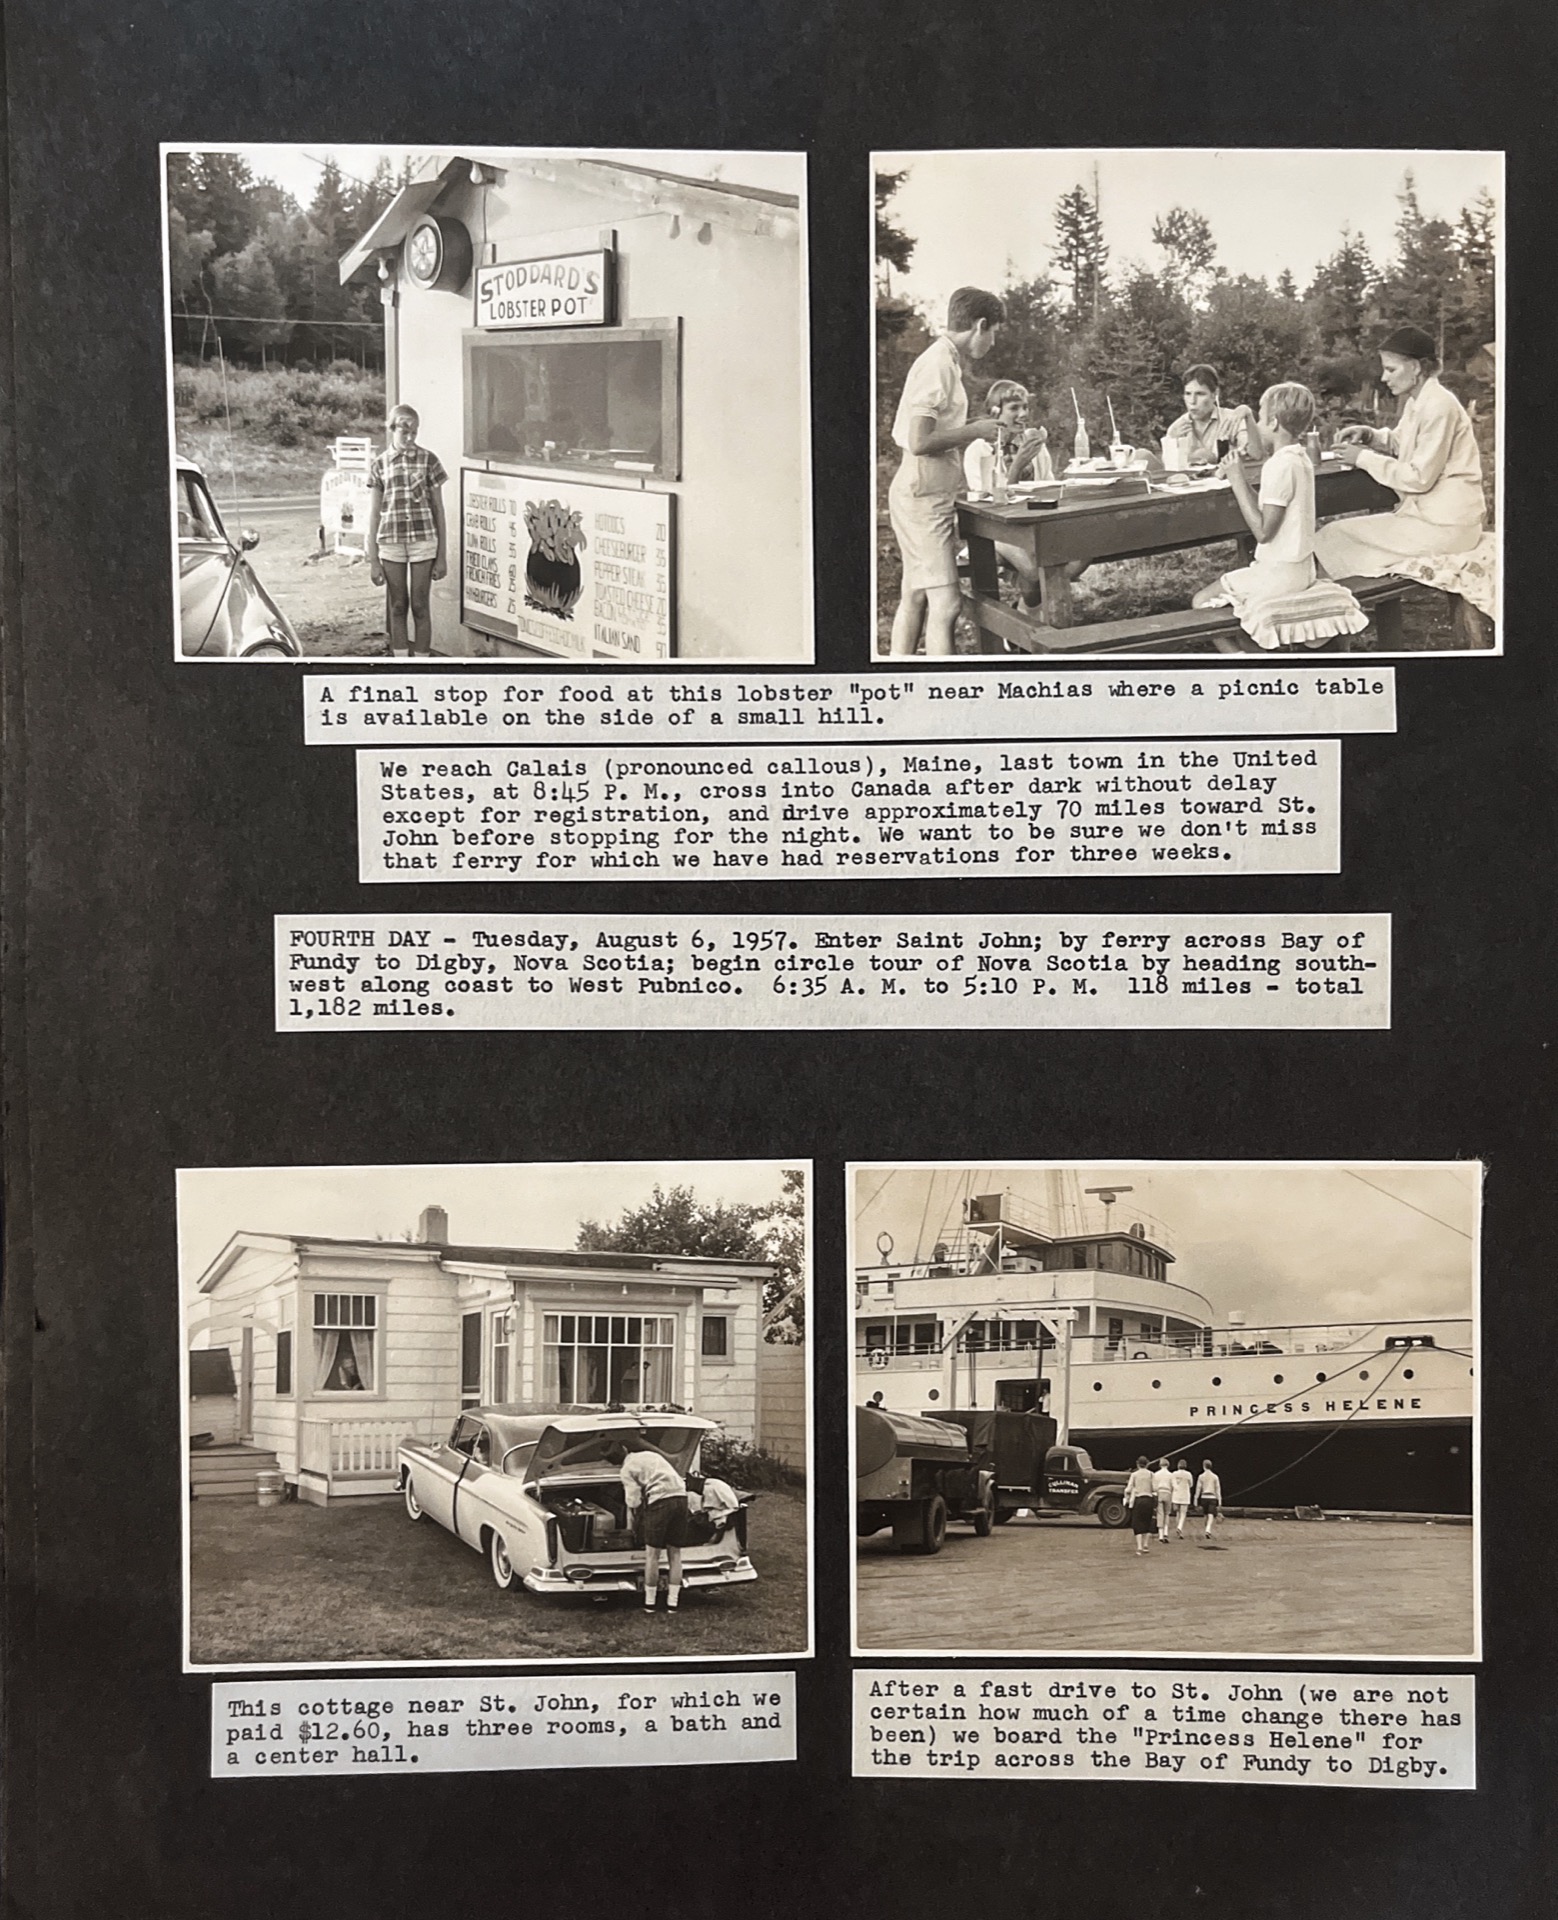 STODDARD'S
LOBSTER POT
LOBSTER ROLLS 70
CRAB ROLLS 45
TUNA ROLLS 35
FRIED CLAMS 60
FRENCH FRIES 25
HAMBURGERS 25
HOTDOGS 20
CHEESEBURGER 35
PEPPER STEAK 35
TOASTED CHEESE 20
ITALIAN SAND
A final stop for food at this lobster "pot" near Machias where a picnic table
is available on the side of a small hill.
We reach Calais (pronounced callous), Maine, last town in the United
States, at 8:45 P. M., cross into Canada after dark without delay
except for registration, and drive approximately 70 miles toward St.
John before stopping for the night. We want to be sure we don't miss
that ferry for which we have had reservations for three weeks.
FOURTH DAY - Tuesday, August 6, 1957. Enter Saint John; by ferry across Bay of
Fundy to Digby, Nova Scotia; begin circle tour of Nova Scotia by heading south-
west along coast to West Pubnico. 6:35 A. M. to 5:10 P. M. 118 miles - total
1,182 miles.
PRINCESS HELENE
CULLINAN
TRANSFER
This cottage near St. John, for which we
paid $12.60, has three rooms, a bath and
a center hall.
After a fast drive to St. John (we are not
certain how much of a time change there has
been) we board the "Princess Helene" for
the trip across the Bay of Fundy to Digby.